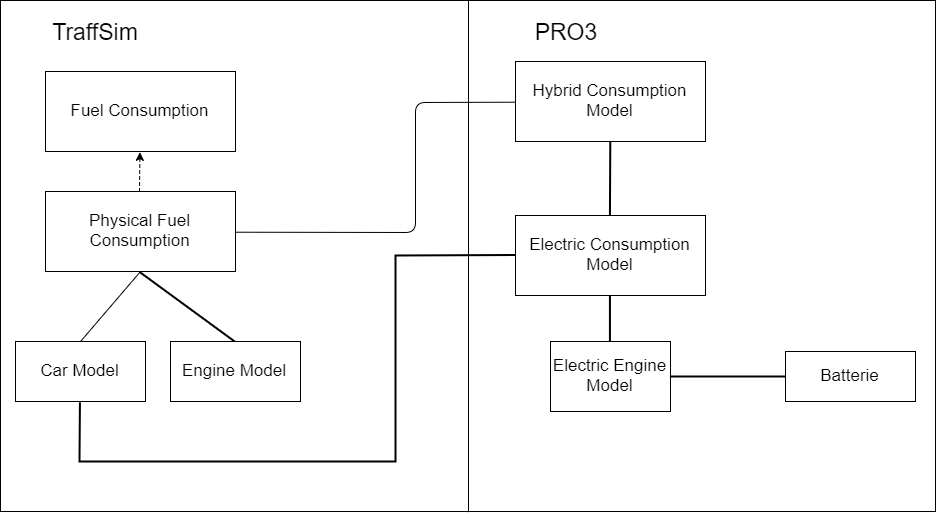 TraffSim
PRO3
Fuel Consumption
Hybrid Consumption
Model
Physical Fuel
Consumption
Electric Consumption
Model
Car Model
Engine Model
Electric Engine
Model
Batterie